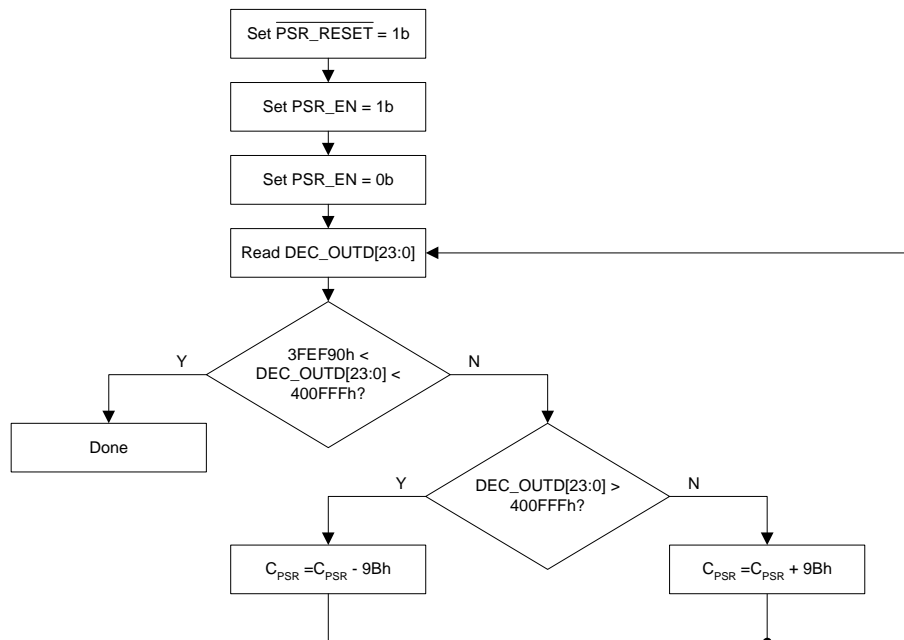 Set PSR_RESET = 1b
Set PSR_EN = 1b
Set PSR_EN = 0b
Read DEC_OUTD[23:0]
3FEF90h <
DEC_OUTD[23:0] <
400FFFh?
Y
N
Done
DEC_OUTD[23:0] >
400FFFh?
Y
N
CPSR =CPSR - 9Bh
CPSR =CPSR + 9Bh